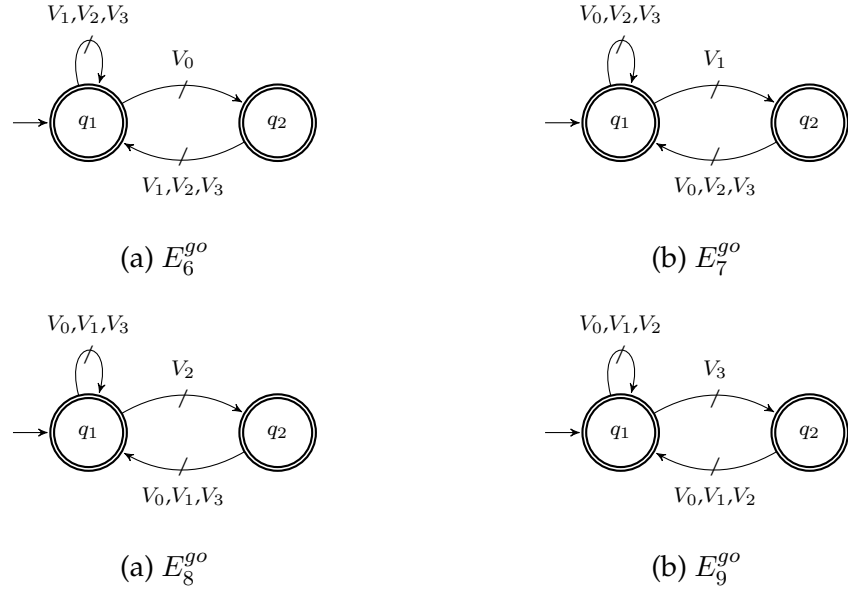 V₁,V₂,V₃ V₀,V₂,V₃
V₀ V₁
q₁ q₂ q₁ q₂
V₁,V₂,V₃ V₀,V₂,V₃
(a) E₆ᵍᵒ (b) E₇ᵍᵒ
V₀,V₁,V₃ V₀,V₁,V₂
V₂ V₃
q₁ q₂ q₁ q₂
V₀,V₁,V₃ V₀,V₁,V₂
(a) E₈ᵍᵒ (b) E₉ᵍᵒ